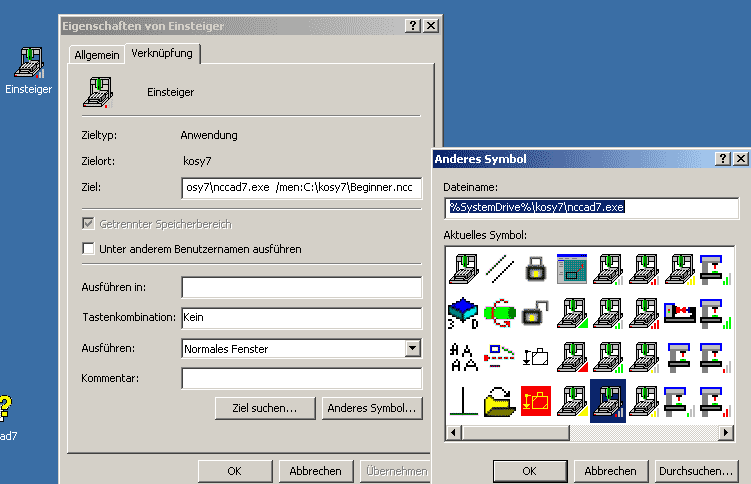 Einsteiger
ad7
Eigenschaften von Einsteiger
Allgemein
Verknüpfung
Einsteiger
Zieltyp: Anwendung
Zielort: kosy7
Ziel: osy7\nccad7.exe /men:C:\kosy7\Beginner.ncc
Getrennter Speicherbereich
Unter anderem Benutzernamen ausführen
Ausführen in:
Tastenkombination: Kein
Ausführen: Normales Fenster
Kommentar:
Ziel suchen... Anderes Symbol...
OK Abbrechen Übernehmen
Anderes Symbol
Dateiname:
%SystemDrive%\kosy7\nccad7.exe
Aktuelles Symbol:
3 D
A A
A A
OK Abbrechen Durchsuchen...